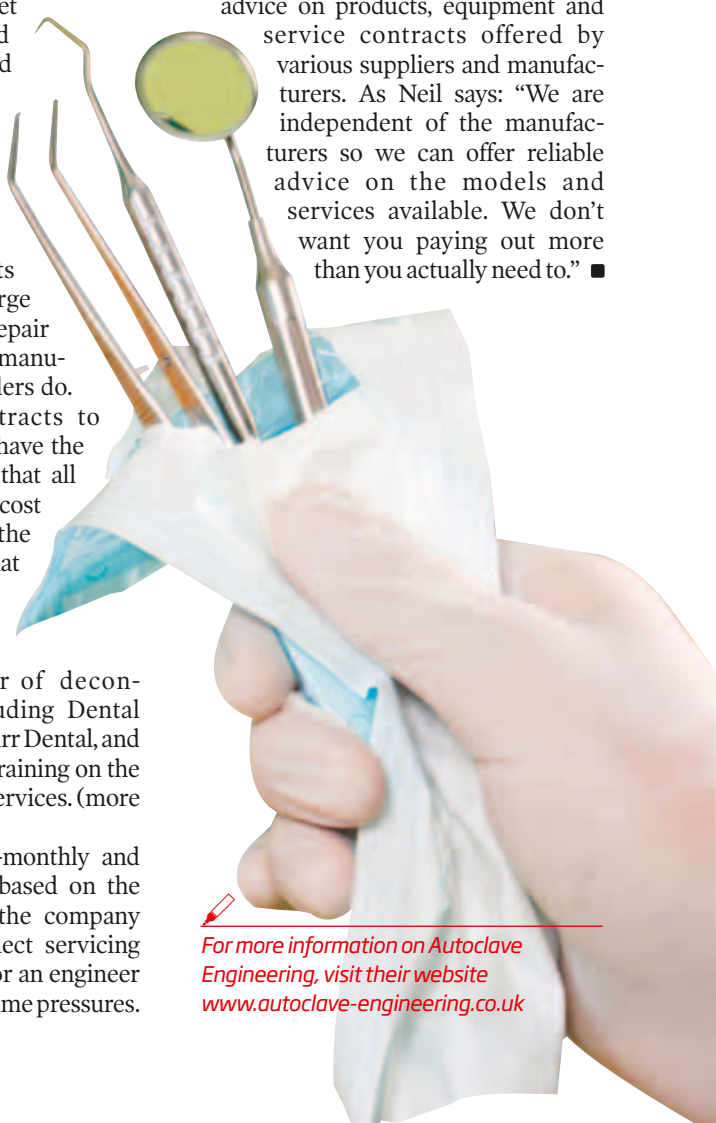 et
d
d
ts
rge
epair
manu-
lers do.
tracts to
have the
that all
cost
the
at
r of decon-
uding Dental
rr Dental, and
raining on the
ervices. (more
-monthly and
based on the
the company
lect servicing
or an engineer
me pressures.
advice on products, equipment and
service contracts offered by
various suppliers and manufac-
turers. As Neil says: “We are
independent of the manufac-
turers so we can offer reliable
advice on the models and
services available. We don’t
want you paying out more
than you actually need to.” ■
For more information on Autoclave
Engineering, visit their website
www.autoclave-engineering.co.uk